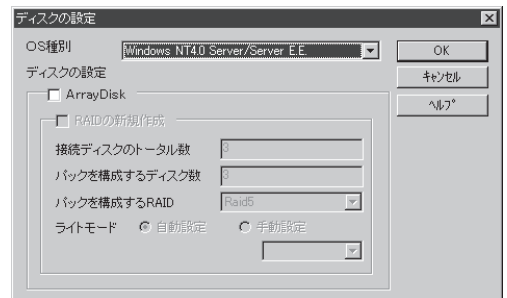 ディスクの設定
OS種別 Windows NT4.0 Server/Server E.E.
OK
ディスクの設定
キャンセル
ArrayDisk
ヘルプ
RAIDの新規作成
接続ディスクのトータル数 3
パックを構成するディスク数 3
パックを構成するRAID Raid5
ライトモード 自動設定 手動設定